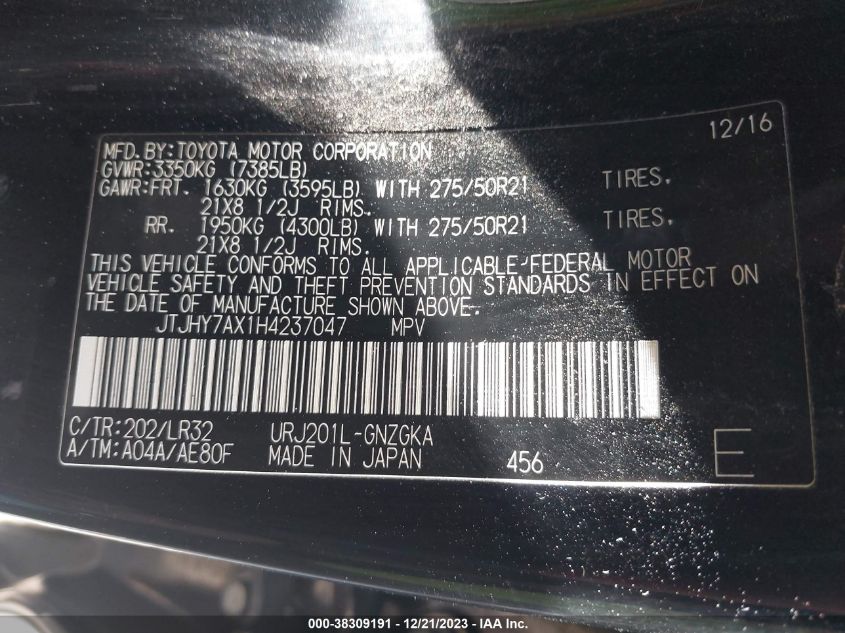 12/16
MFD.BY:TOYOTA MOTOR CORPORATION
GVWR:3350KG (7385LB)
GAWR:FRT. 1630KG (3595LB) WITH 275/50R21 TIRES.
21X8 1/2J RIMS.
RR. 1950KG (4300LB) WITH 275/50R21 TIRES.
21X8 1/2J RIMS.
THIS VEHICLE CONFORMS TO ALL APPLICABLE FEDERAL MOTOR
VEHICLE SAFETY AND THEFT PREVENTION STANDARDS IN EFFECT ON
THE DATE OF MANUFACTURE SHOWN ABOVE.
JTJHY7AX1H4237047 MPV
C/TR:202/LR32 URJ201L-GNZGKA
A/TM:A04A/AE80F MADE IN JAPAN 456 E
000-38309191 - 12/21/2023 - IAA Inc.